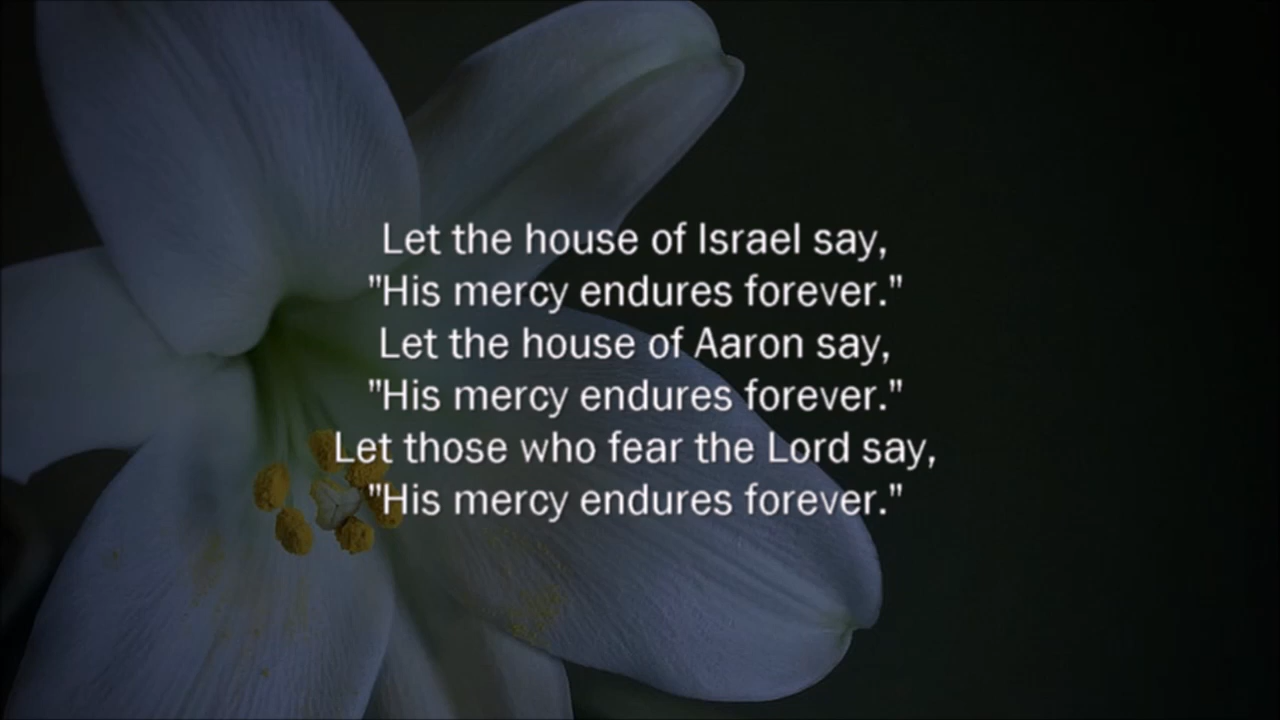 Let the house of Israel say,
"His mercy endures forever."
Let the house of Aaron say,
"His mercy endures forever."
Let those who fear the Lord say,
"His mercy endures forever."